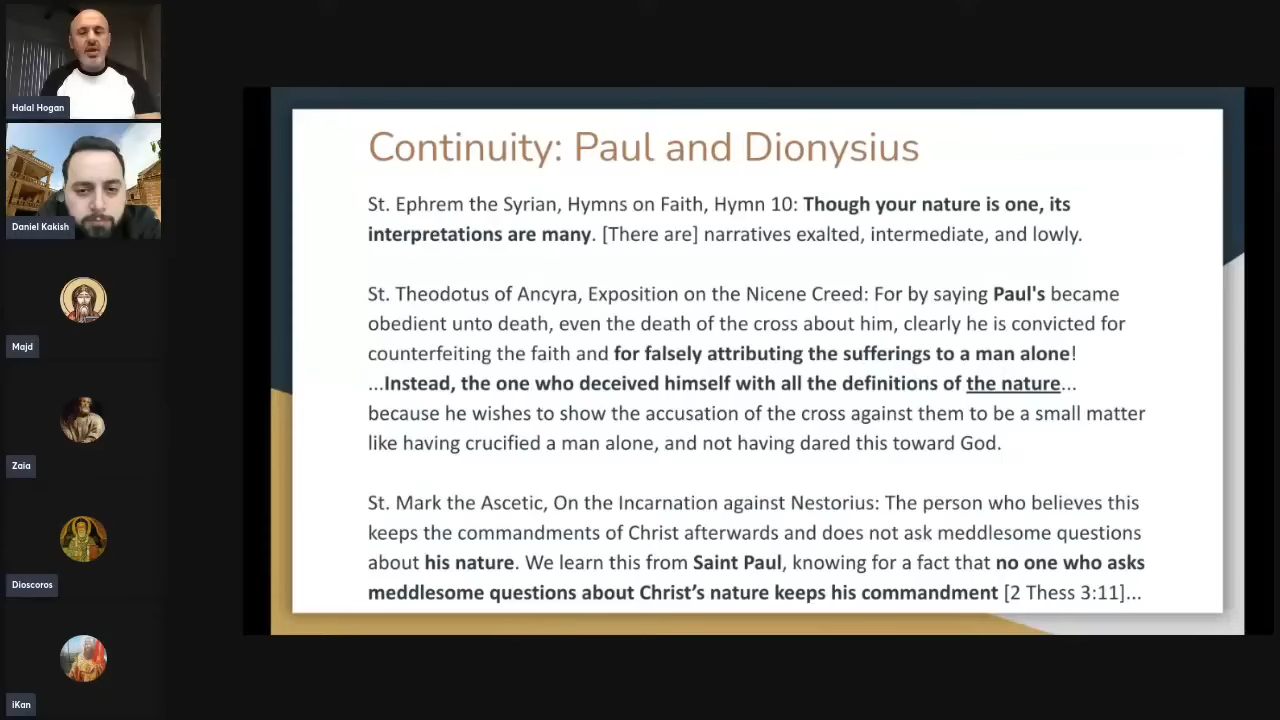 Halal Hogan
Daniel Kakish
Majd
Zaia
Dioscoros
iKan
Continuity: Paul and Dionysius
St. Ephrem the Syrian, Hymns on Faith, Hymn 10: Though your nature is one, its
interpretations are many. [There are] narratives exalted, intermediate, and lowly.
St. Theodotus of Ancyra, Exposition on the Nicene Creed: For by saying Paul's became
obedient unto death, even the death of the cross about him, clearly he is convicted for
counterfeiting the faith and for falsely attributing the sufferings to a man alone!
...Instead, the one who deceived himself with all the definitions of the nature...
because he wishes to show the accusation of the cross against them to be a small matter
like having crucified a man alone, and not having dared this toward God.
St. Mark the Ascetic, On the Incarnation against Nestorius: The person who believes this
keeps the commandments of Christ afterwards and does not ask meddlesome questions
about his nature. We learn this from Saint Paul, knowing for a fact that no one who asks
meddlesome questions about Christ’s nature keeps his commandment [2 Thess 3:11]...